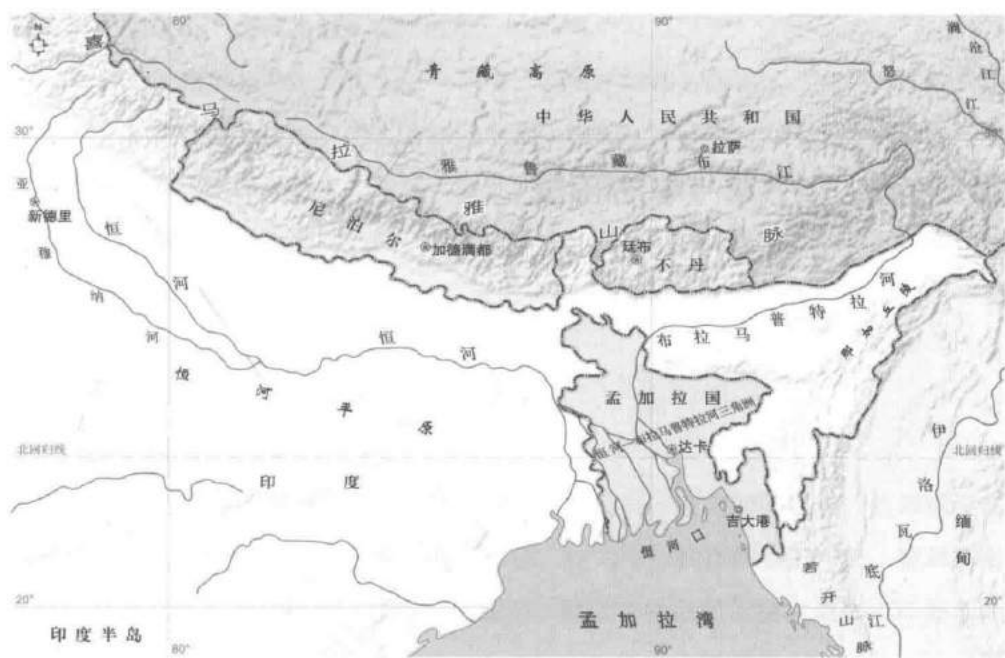 80°
90°
N
喜
马
拉
雅
山
脉
青藏高原
中华人民共和国
澜沧江
怒江
30°
拉萨
雅鲁藏布江
亚穆纳河
新德里
恒河
尼泊尔
加德满都
廷布
不丹
布拉马普特拉河
恒河
恒河平原
孟加拉国
恒河—布拉马普特拉河三角洲
达卡
北回归线
北回归线
印度
吉大港
恒河口
伊洛瓦底江
缅甸
若开山脉
20°
20°
印度半岛
孟加拉湾
80°
90°